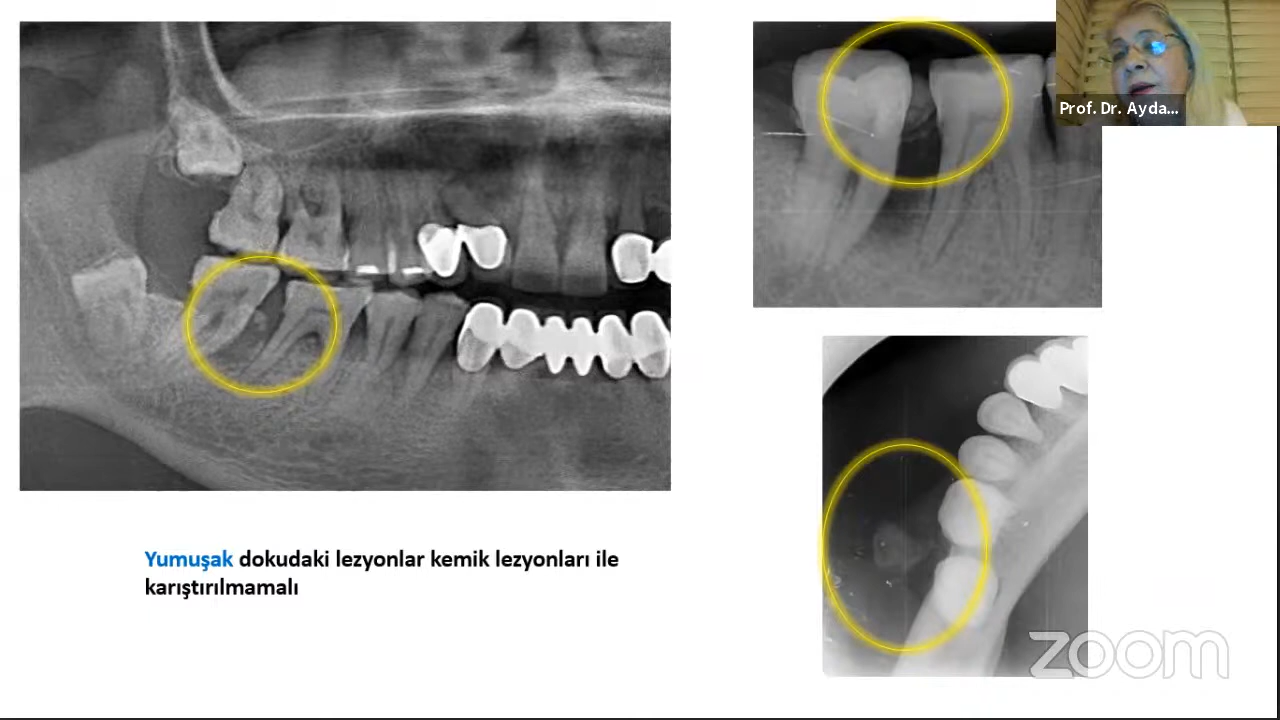 Prof. Dr. Ayda...
Yumuşak dokudaki lezyonlar kemik lezyonları ile
karıştırılmamalı
zoom